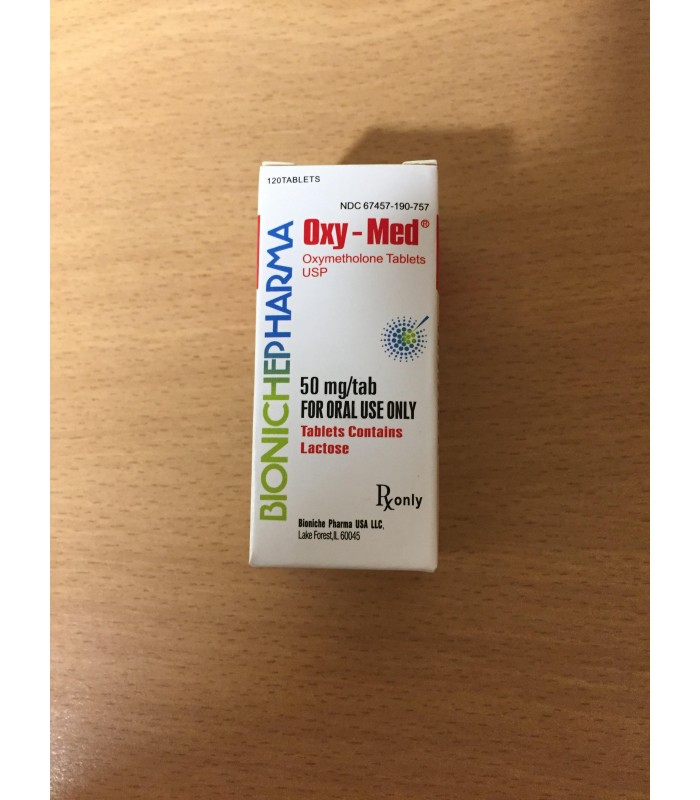 120TABLETS
NDC 67457-190-757
BIONICHEPHARMA
Oxy - Med®
Oxymetholone Tablets
USP
50 mg/tab
FOR ORAL USE ONLY
Tablets Contains
Lactose
Rx only
Bioniche Pharma USA LLC,
Lake Forest,IL 60045